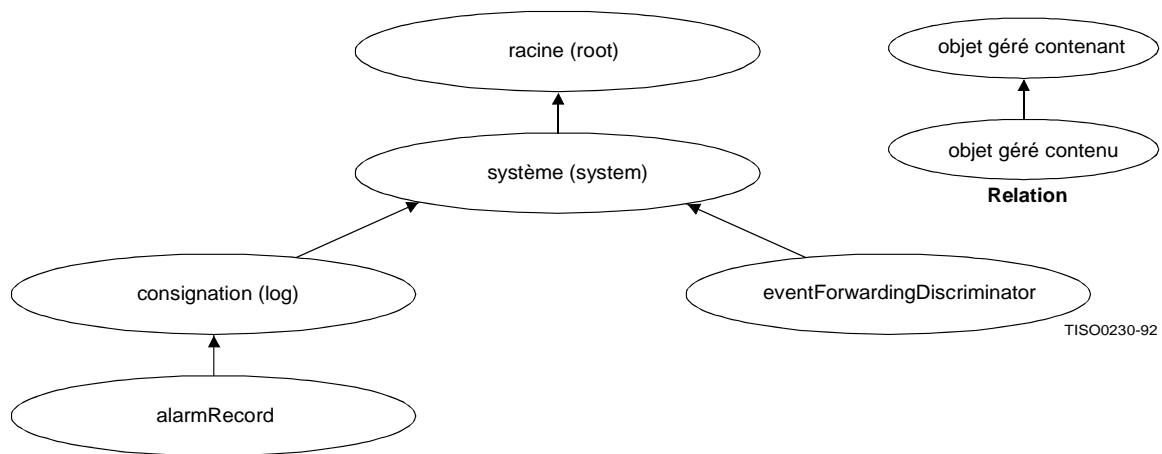 racine (root)
objet géré contenant
système (system)
objet géré contenu
Relation
consignation (log)
eventForwardingDiscriminator
TISO0230-92
alarmRecord